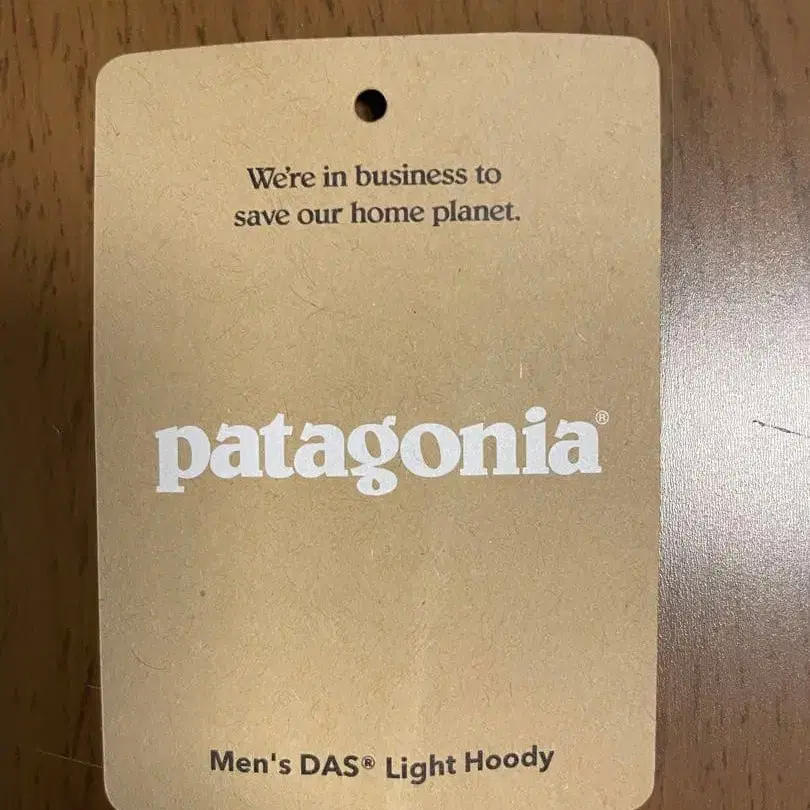 We're in business to
save our home planet.
patagonia®
Men's DAS® Light Hoody